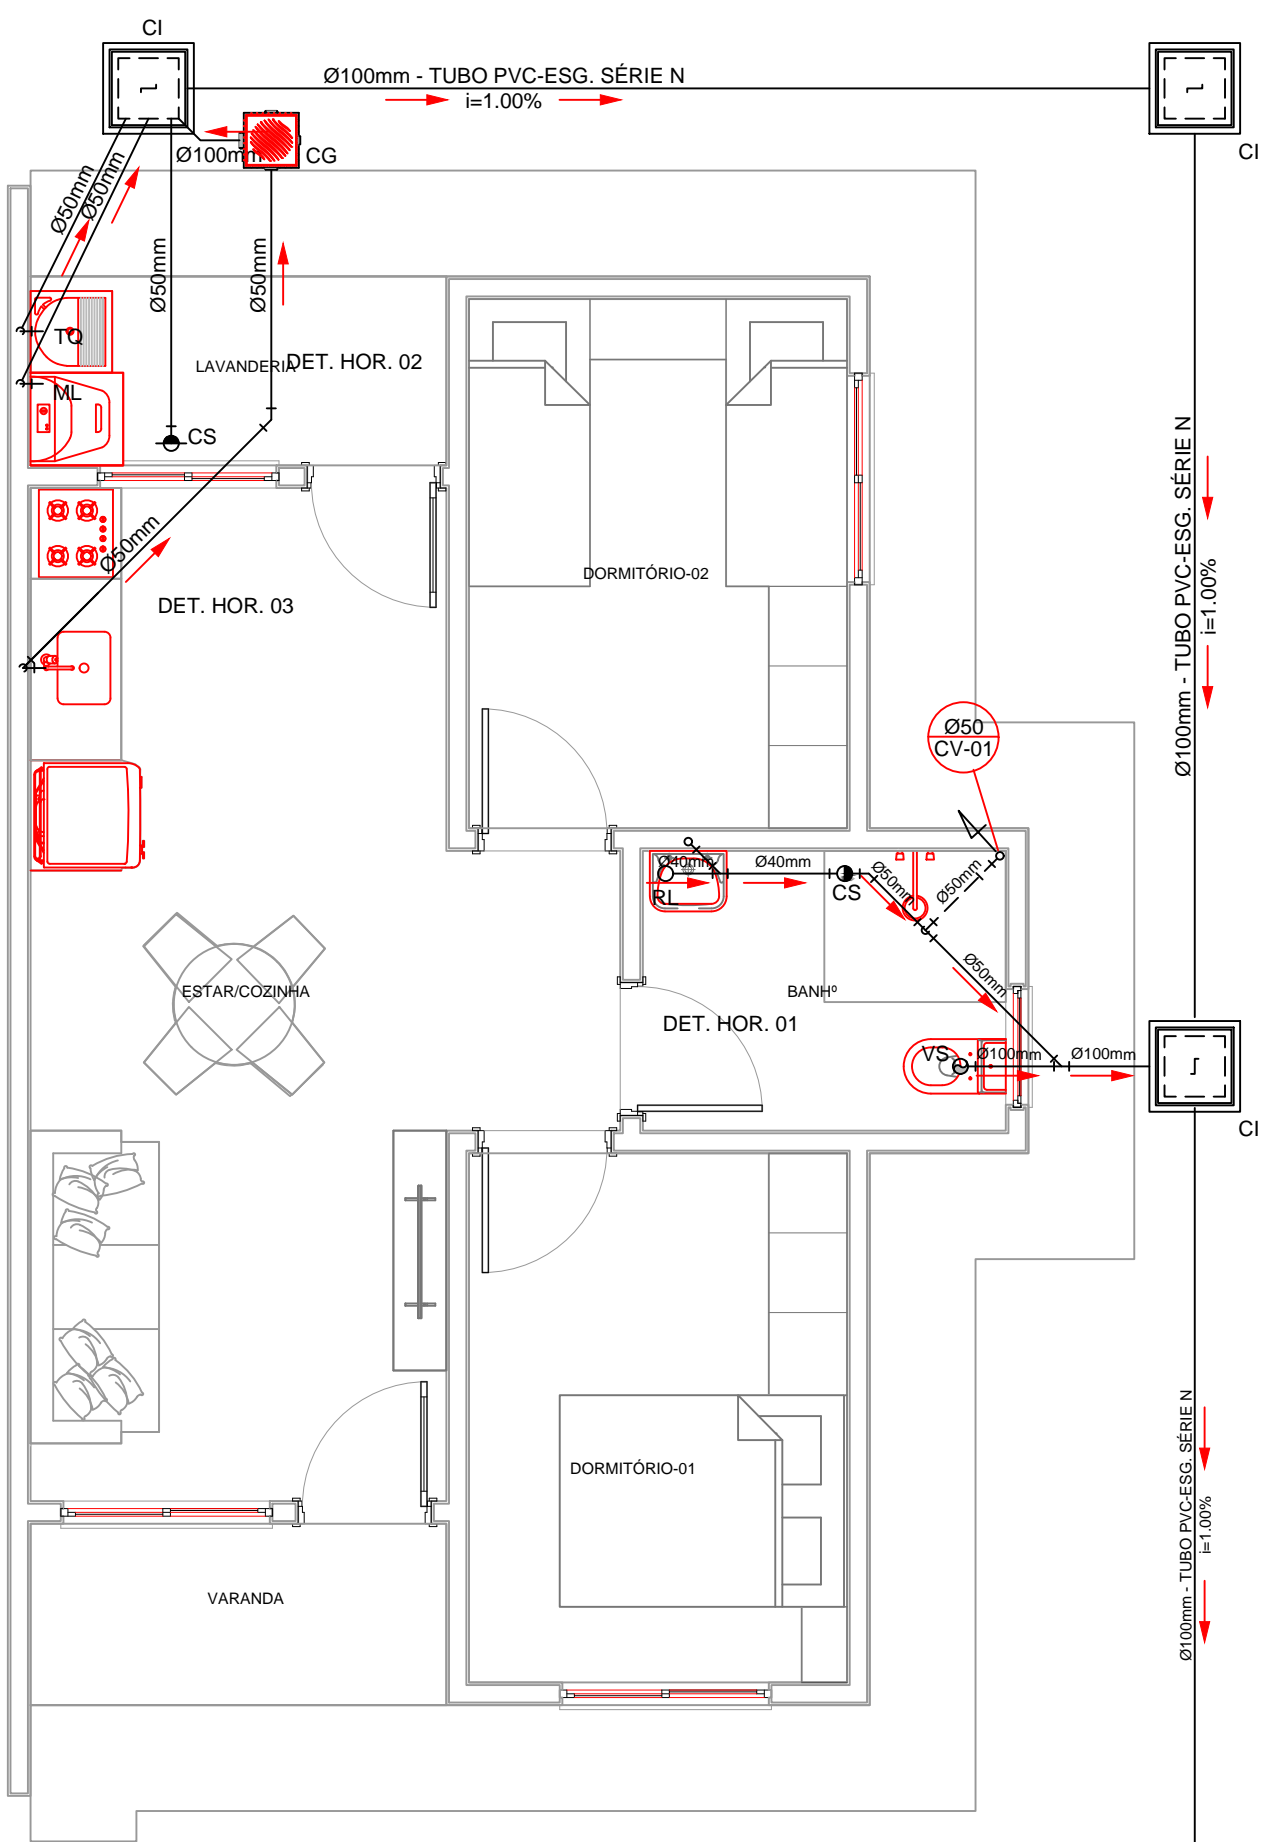 CI
Ø100mm - TUBO PVC-ESG. SÉRIE N
i=1.00%
CI
Ø100mm
CG
Ø50mm
Ø50mm
Ø50mm
Ø50mm
TQ
LAVANDERIA
DET. HOR. 02
ML
CS
Ø50mm
DET. HOR. 03
DORMITÓRIO-02
Ø100mm - TUBO PVC-ESG. SÉRIE N
i=1.00%
Ø50
CV-01
Ø40mm
Ø40mm
RL
CS
Ø50mm
Ø50mm
Ø50mm
ESTAR/COZINHA
BANHº
DET. HOR. 01
VS
Ø100mm
Ø100mm
CI
DORMITÓRIO-01
Ø100mm - TUBO PVC-ESG. SÉRIE N
i=1.00%
VARANDA